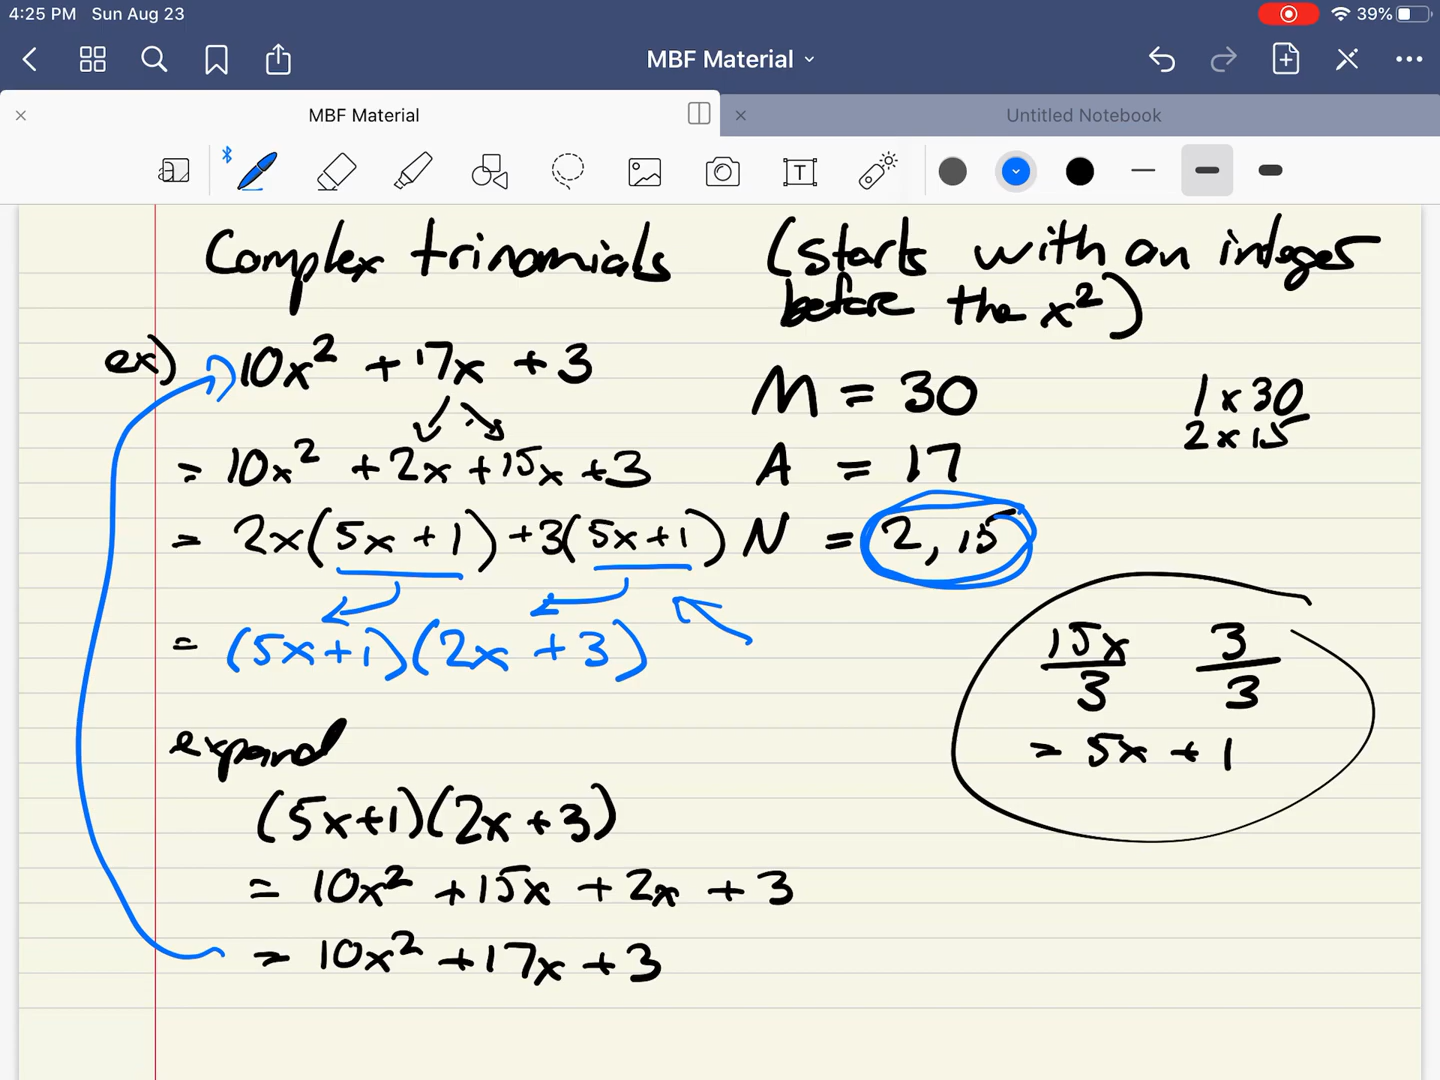 4:25 PM Sun Aug 23 39%
MBF Material
MBF Material Untitled Notebook
T
Complex trinomials (starts with an integer
before the x²)
ex) 10x² + 17x + 3
= 10x² + 2x + 15x + 3
= 2x(5x + 1) + 3(5x + 1)
= (5x + 1)(2x + 3)
M = 30
A = 17
N = 2, 15
1 x 30
2 x 15
15x/3 3/3
= 5x + 1
expand
(5x+1)(2x + 3)
= 10x² + 15x + 2x + 3
= 10x² + 17x + 3